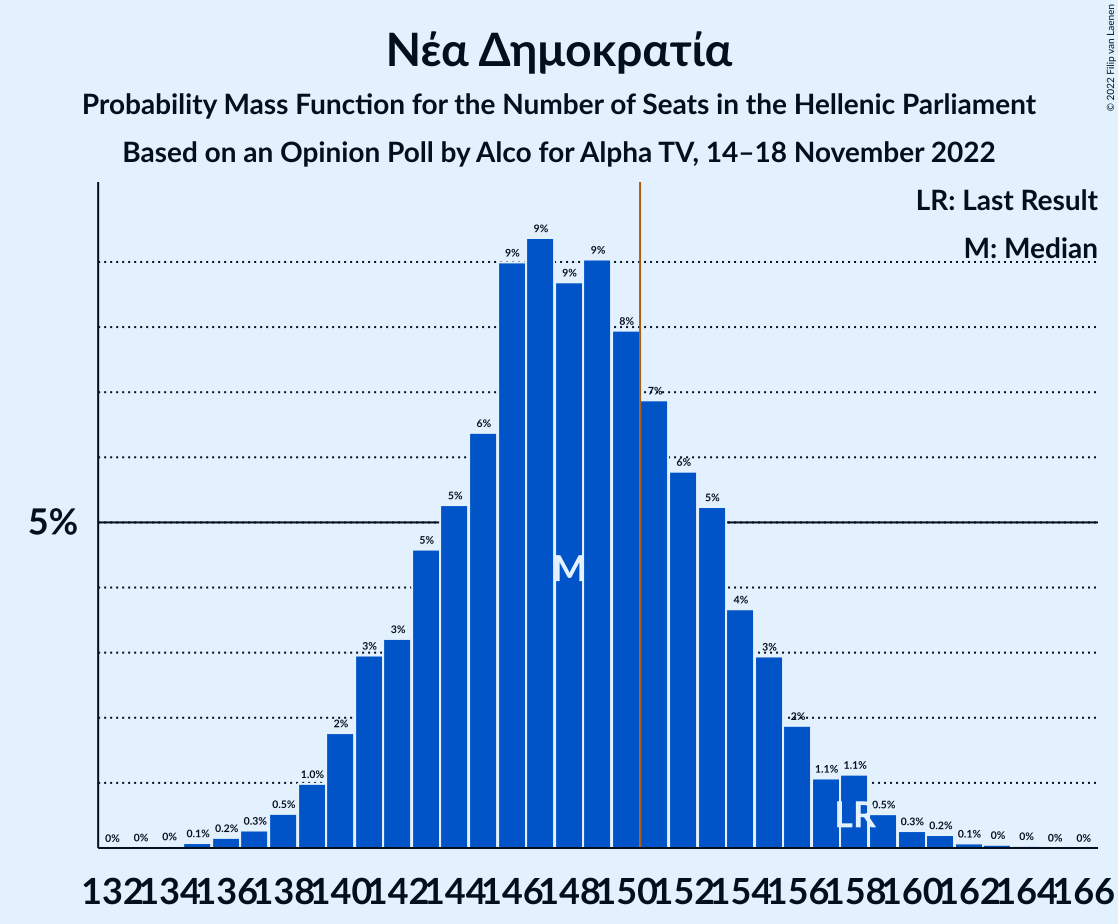 Νέα Δημοκρατία
Probability Mass Function for the Number of Seats in the Hellenic Parliament
Based on an Opinion Poll by Alco for Alpha TV, 14–18 November 2022
© 2022 Filip van Laenen
LR: Last Result
M: Median
5%
0% 0% 0% 0.1% 0.2% 0.3% 0.5% 1.0% 2% 3% 3% 5% 5% 6% 9% 9% 9% 9% 8% 7% 6% 5% 4% 3% 2% 1.1% 1.1% 0.5% 0.3% 0.2% 0.1% 0% 0% 0% 0%
M
LR
132 134 136 138 140 142 144 146 148 150 152 154 156 158 160 162 164 166